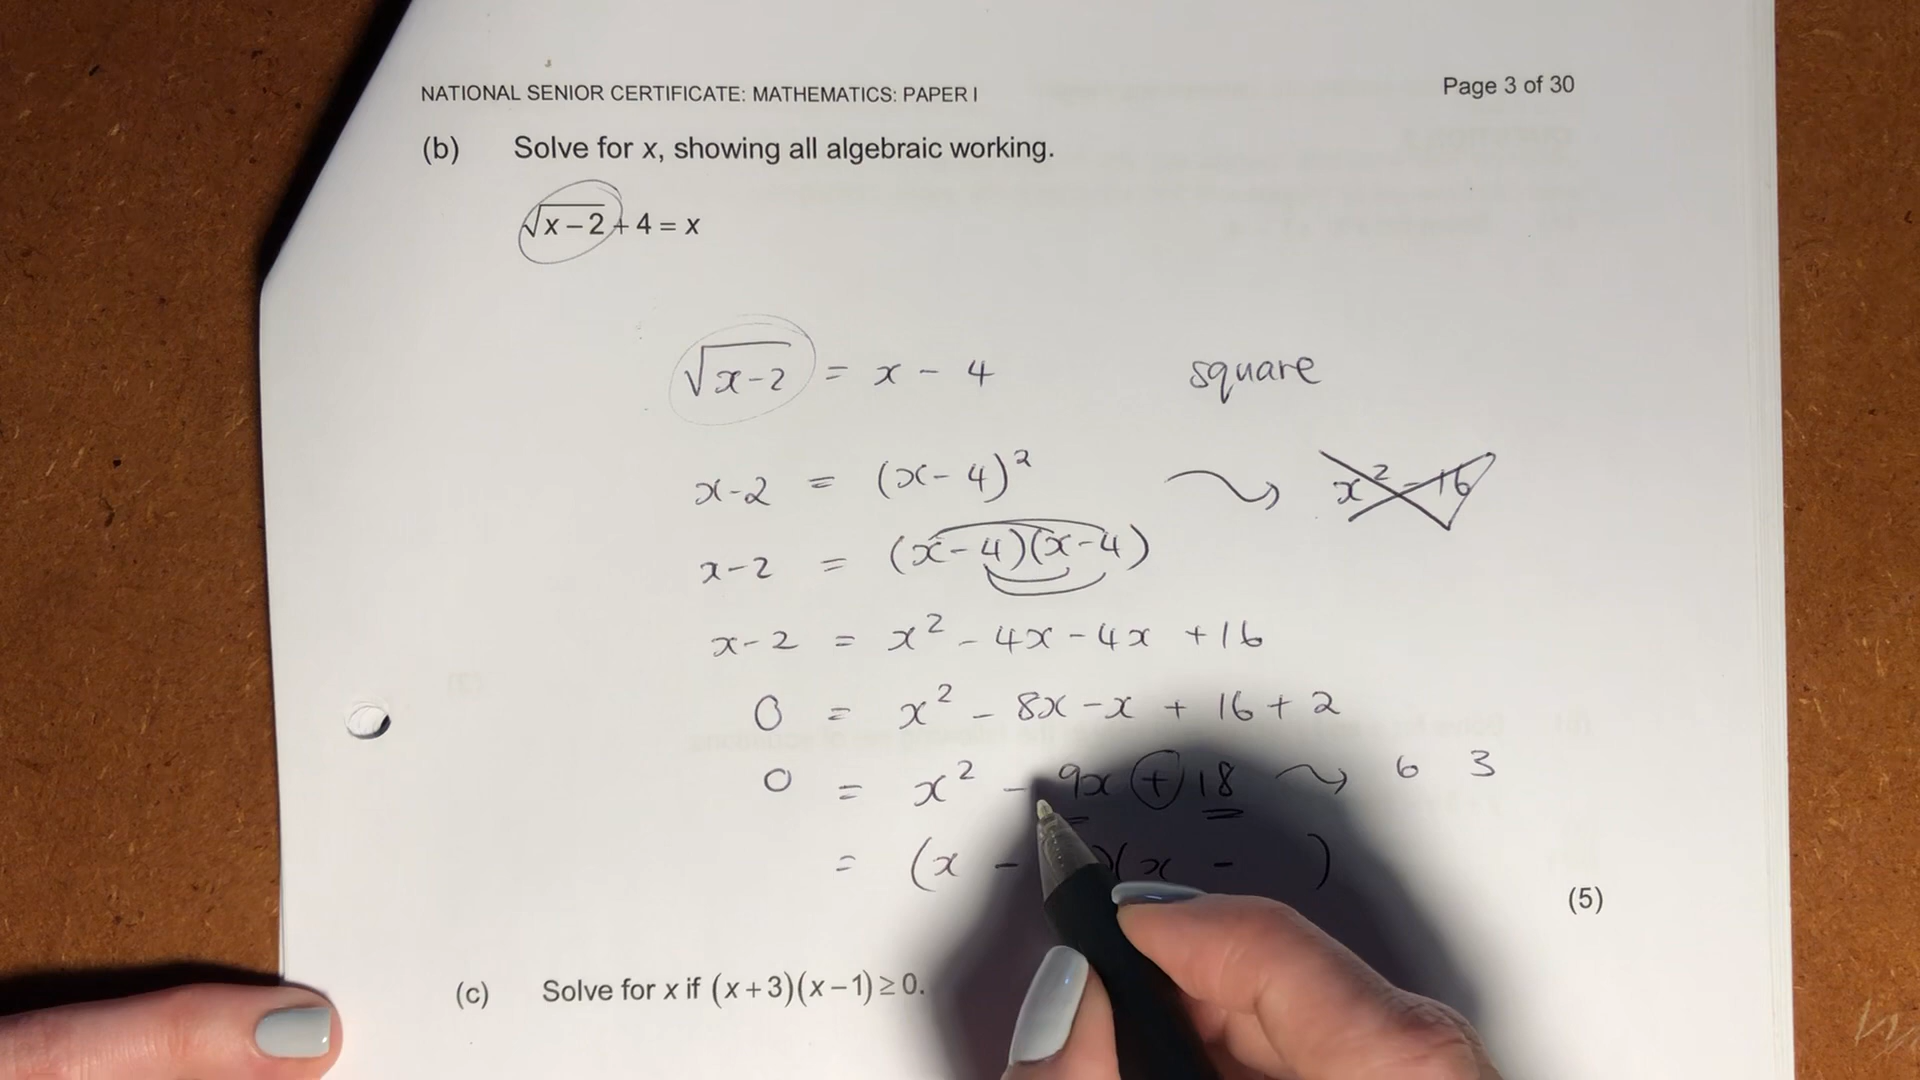 NATIONAL SENIOR CERTIFICATE: MATHEMATICS: PAPER I
Page 3 of 30
(b) Solve for x, showing all algebraic working.
√(x – 2) + 4 = x
√(x-2) = x - 4 square
x-2 = (x-4)² x² - 16
x-2 = (x-4)(x-4)
x-2 = x² - 4x - 4x + 16
0 = x² - 8x - x + 16 + 2
0 = x² - 9x + 18 6 3
= (x - )(x - )
(5)
(c) Solve for x if (x + 3)(x – 1) ≥ 0.